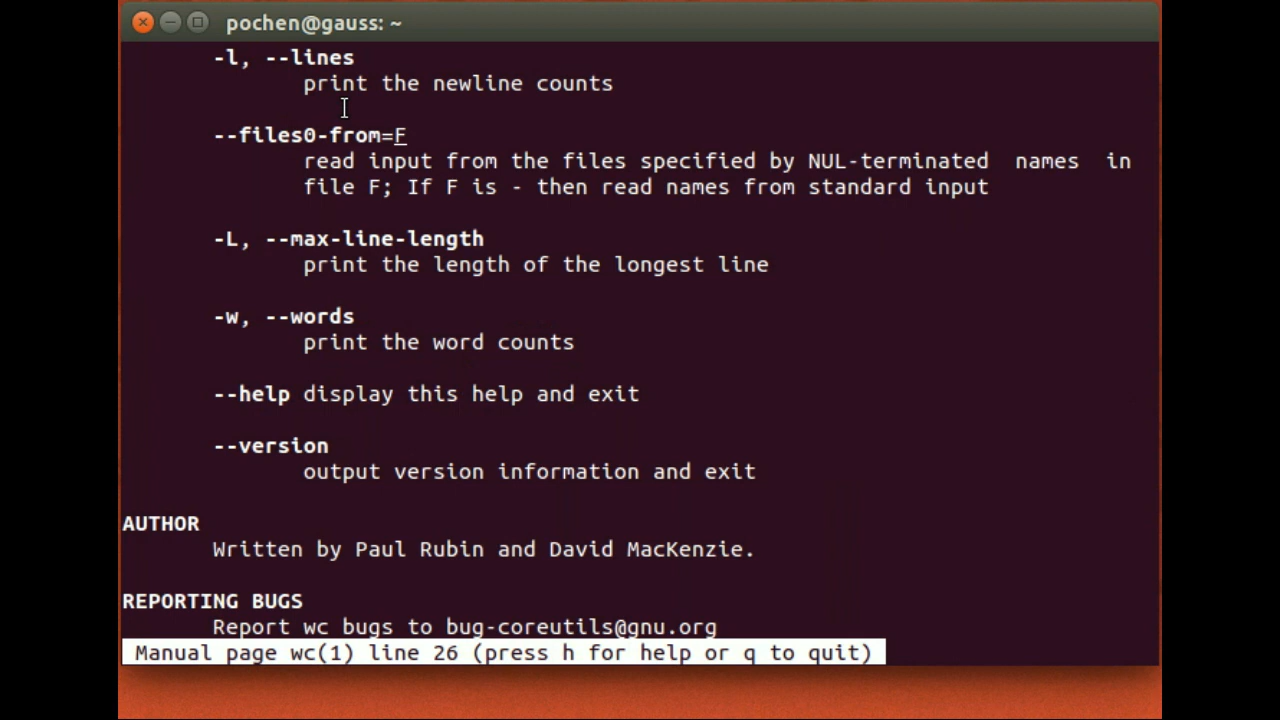 pochen@gauss: ~
-l, --lines
print the newline counts
--files0-from=F
read input from the files specified by NUL-terminated  names  in
file F; If F is - then read names from standard input
-L, --max-line-length
print the length of the longest line
-w, --words
print the word counts
--help display this help and exit
--version
output version information and exit
AUTHOR
Written by Paul Rubin and David MacKenzie.
REPORTING BUGS
Report wc bugs to bug-coreutils@gnu.org
Manual page wc(1) line 26 (press h for help or q to quit)